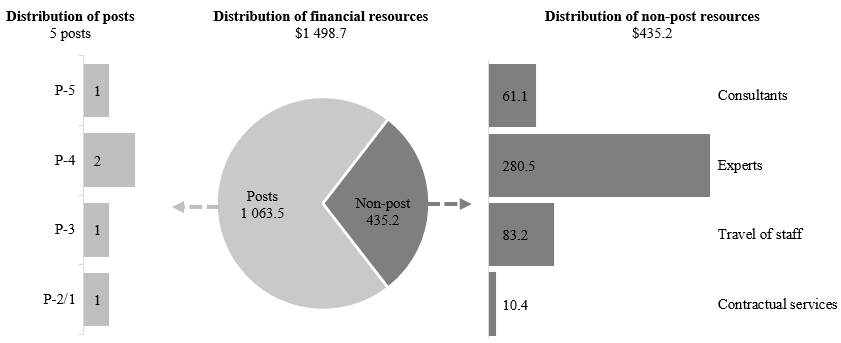 Distribution of posts
5 posts
P-5
1
P-4
2
P-3
1
P-2/1
1
Distribution of financial resources
$1 498.7
Posts
1 063.5
Non-post
435.2
Distribution of non-post resources
$435.2
61.1
Consultants
280.5
Experts
83.2
Travel of staff
10.4
Contractual services